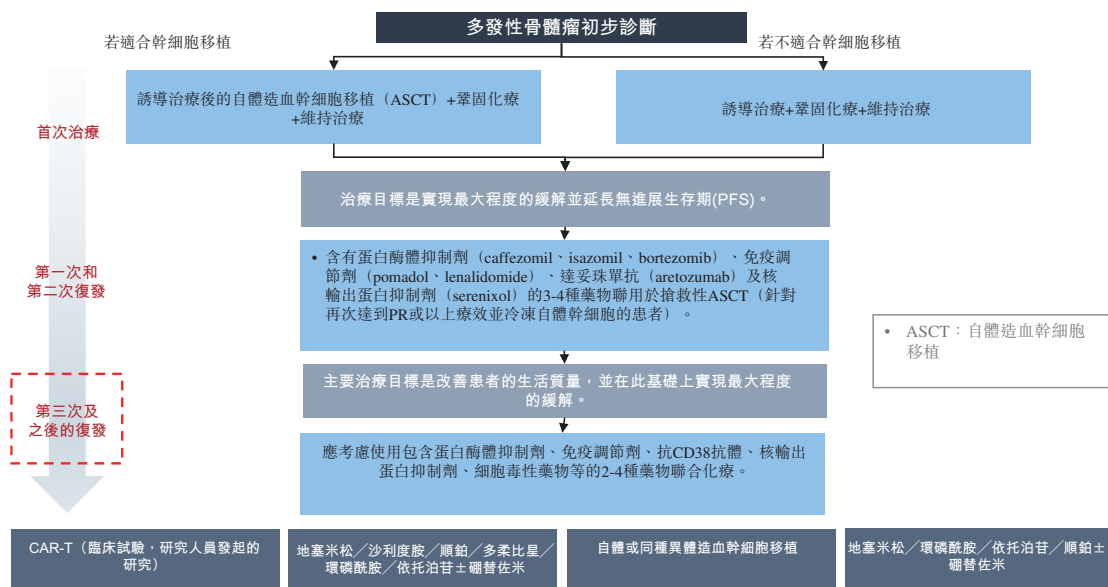 多發性骨髓瘤初步診斷
若適合幹細胞移植
若不適合幹細胞移植
首次治療
誘導治療後的自體造血幹細胞移植（ASCT）+鞏固化療
+維持治療
誘導治療+鞏固化療+維持治療
治療目標是實現最大程度的緩解並延長無進展生存期(PFS)。
第一次和
第二次復發
• 含有蛋白酶體抑制劑（caffezomil、isazomil、bortezomib）、免疫調
節劑（pomadol、lenalidomide）、達妥珠單抗（aretozumab）及核
輸出蛋白抑制劑（serenixol）的3-4種藥物聯用於搶救性ASCT（針對
再次達到PR或以上療效並冷凍自體幹細胞的患者）。
• ASCT：自體造血幹細胞
移植
主要治療目標是改善患者的生活質量，並在此基礎上實現最大程度
的緩解。
第三次及
之後的復發
應考慮使用包含蛋白酶體抑制劑、免疫調節劑、抗CD38抗體、核輸出
蛋白抑制劑、細胞毒性藥物等的2-4種藥物聯合化療。
CAR-T（臨床試驗，研究人員發起的
研究）
地塞米松╱沙利度胺╱順鉑╱多柔比星╱
環磷酰胺╱依托泊苷±硼替佐米
自體或同種異體造血幹細胞移植
地塞米松╱環磷酰胺╱依托泊苷╱順鉑±
硼替佐米